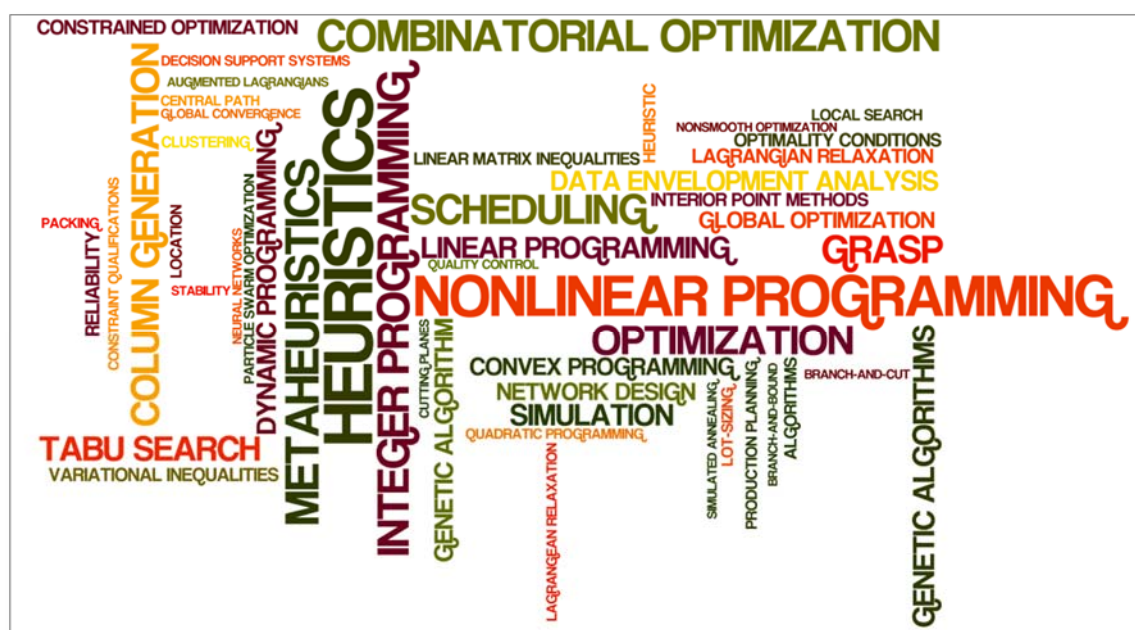 CONSTRAINED OPTIMIZATION
COMBINATORIAL OPTIMIZATION
DECISION SUPPORT SYSTEMS
AUGMENTED LAGRANGIANS
CENTRAL PATH
GLOBAL CONVERGENCE
CLUSTERING
COLUMN GENERATION
PACKING
RELIABILITY
CONSTRAINT QUALIFICATIONS
LOCATION
STABILITY
NEURAL NETWORKS
PARTICLE SWARM OPTIMIZATION
DYNAMIC PROGRAMMING
METAHEURISTICS
HEURISTICS
INTEGER PROGRAMMING
TABU SEARCH
VARIATIONAL INEQUALITIES
HEURISTIC
LOCAL SEARCH
NONSMOOTH OPTIMIZATION
OPTIMALITY CONDITIONS
LINEAR MATRIX INEQUALITIES
LAGRANGIAN RELAXATION
DATA ENVELOPMENT ANALYSIS
SCHEDULING
INTERIOR POINT METHODS
GLOBAL OPTIMIZATION
LINEAR PROGRAMMING
GRASP
QUALITY CONTROL
NONLINEAR PROGRAMMING
CUTTING PLANES
GENETIC ALGORITHM
OPTIMIZATION
CONVEX PROGRAMMING
BRANCH-AND-CUT
NETWORK DESIGN
SIMULATION
QUADRATIC PROGRAMMING
LAGRANGEAN RELAXATION
SIMULATED ANNEALING
LOT-SIZING
PRODUCTION PLANNING
BRANCH-AND-BOUND
ALGORITHMS
GENETIC ALGORITHMS